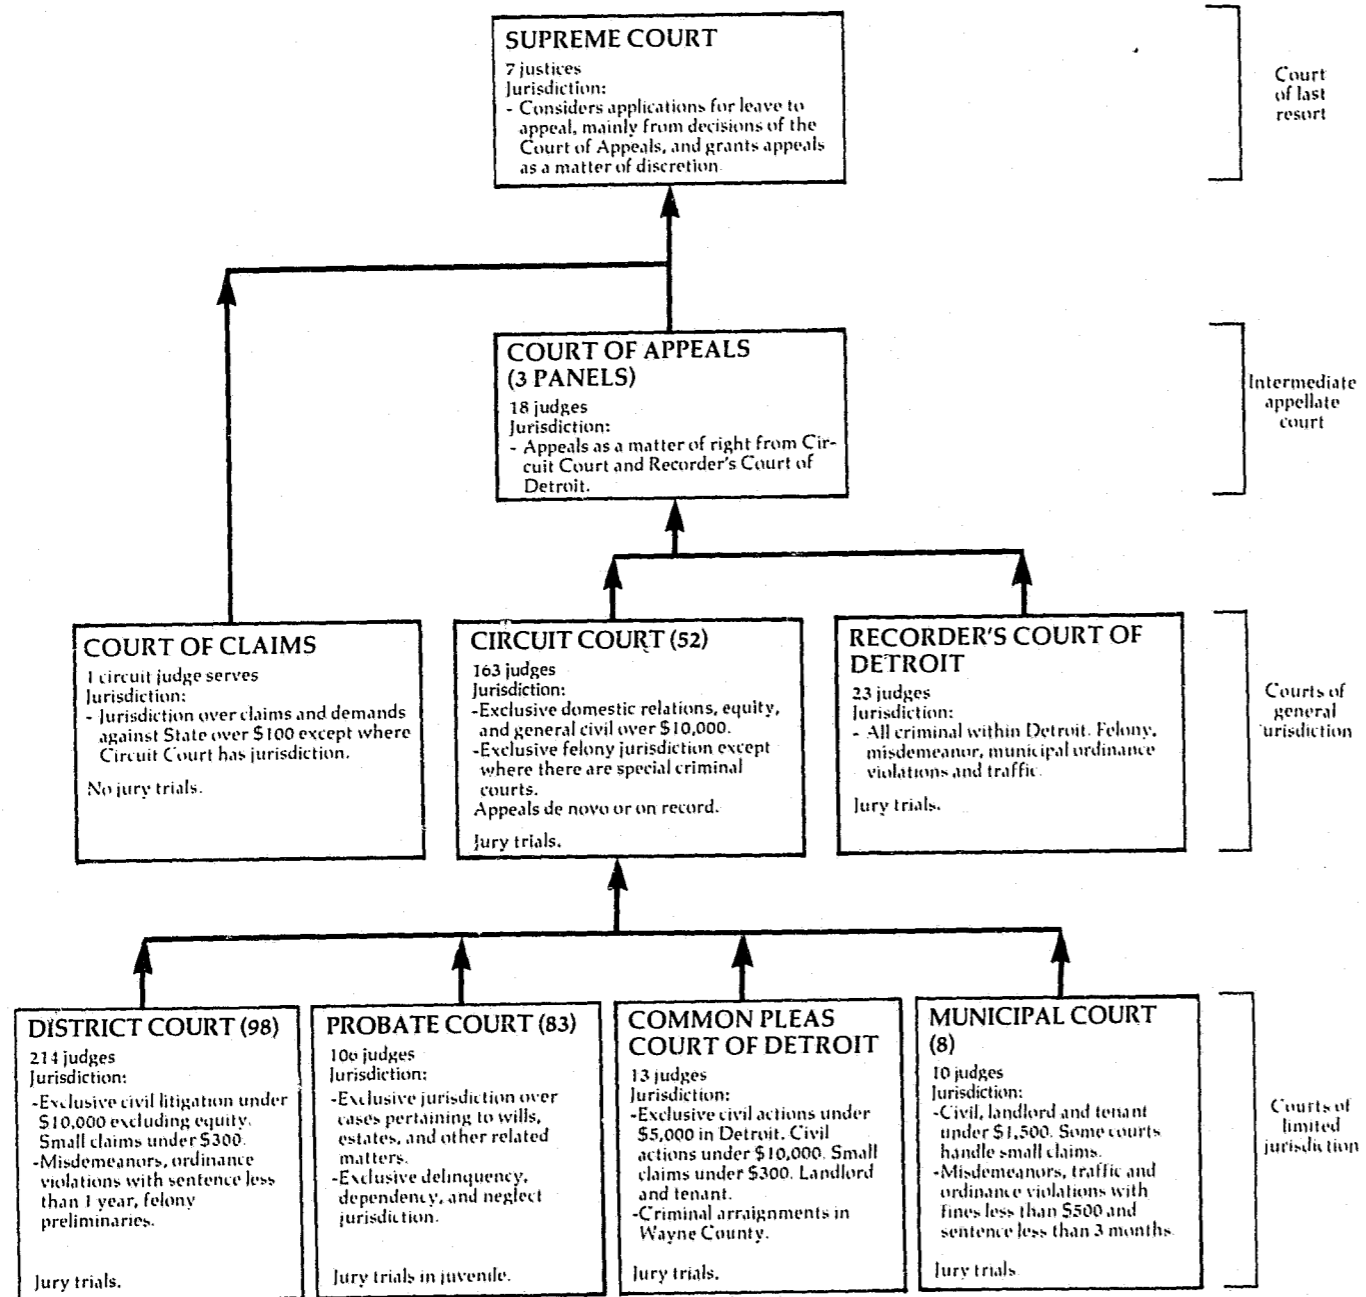 SUPREME COURT
7 justices
Jurisdiction:
- Considers applications for leave to
appeal, mainly from decisions of the
Court of Appeals, and grants appeals
as a matter of discretion.
Court
of last
resort
COURT OF APPEALS
(3 PANELS)
18 judges
Jurisdiction:
- Appeals as a matter of right from Cir-
cuit Court and Recorder's Court of
Detroit.
Intermediate
appellate
court
COURT OF CLAIMS
1 circuit judge serves
Jurisdiction:
- Jurisdiction over claims and demands
against State over $100 except where
Circuit Court has jurisdiction.
No jury trials.
CIRCUIT COURT (52)
163 judges
Jurisdiction:
-Exclusive domestic relations, equity,
and general civil over $10,000.
-Exclusive felony jurisdiction except
where there are special criminal
courts.
Appeals de novo or on record.
Jury trials.
RECORDER'S COURT OF
DETROIT
23 judges
Jurisdiction:
- All criminal within Detroit. Felony,
misdemeanor, municipal ordinance
violations and traffic.
Jury trials.
Courts of
general
urisdiction
DISTRICT COURT (98)
214 judges
Jurisdiction:
-Exclusive civil litigation under
$10,000 excluding equity.
Small claims under $300.
-Misdemeanors, ordinance
violations with sentence less
than 1 year, felony
preliminaries.
Jury trials.
PROBATE COURT (83)
106 judges
Jurisdiction:
-Exclusive jurisdiction over
cases pertaining to wills,
estates, and other related
matters.
-Exclusive delinquency,
dependency, and neglect
jurisdiction.
Jury trials in juvenile.
COMMON PLEAS
COURT OF DETROIT
13 judges
Jurisdiction:
-Exclusive civil actions under
$5,000 in Detroit. Civil
actions under $10,000. Small
claims under $300. Landlord
and tenant.
-Criminal arraignments in
Wayne County.
Jury trials.
MUNICIPAL COURT
(8)
10 judges
Jurisdiction:
-Civil, landlord and tenant
under $1,500. Some courts
handle small claims.
-Misdemeanors, traffic and
ordinance violations with
fines less than $500 and
sentence less than 3 months.
Jury trials
Courts of
limited
jurisdiction